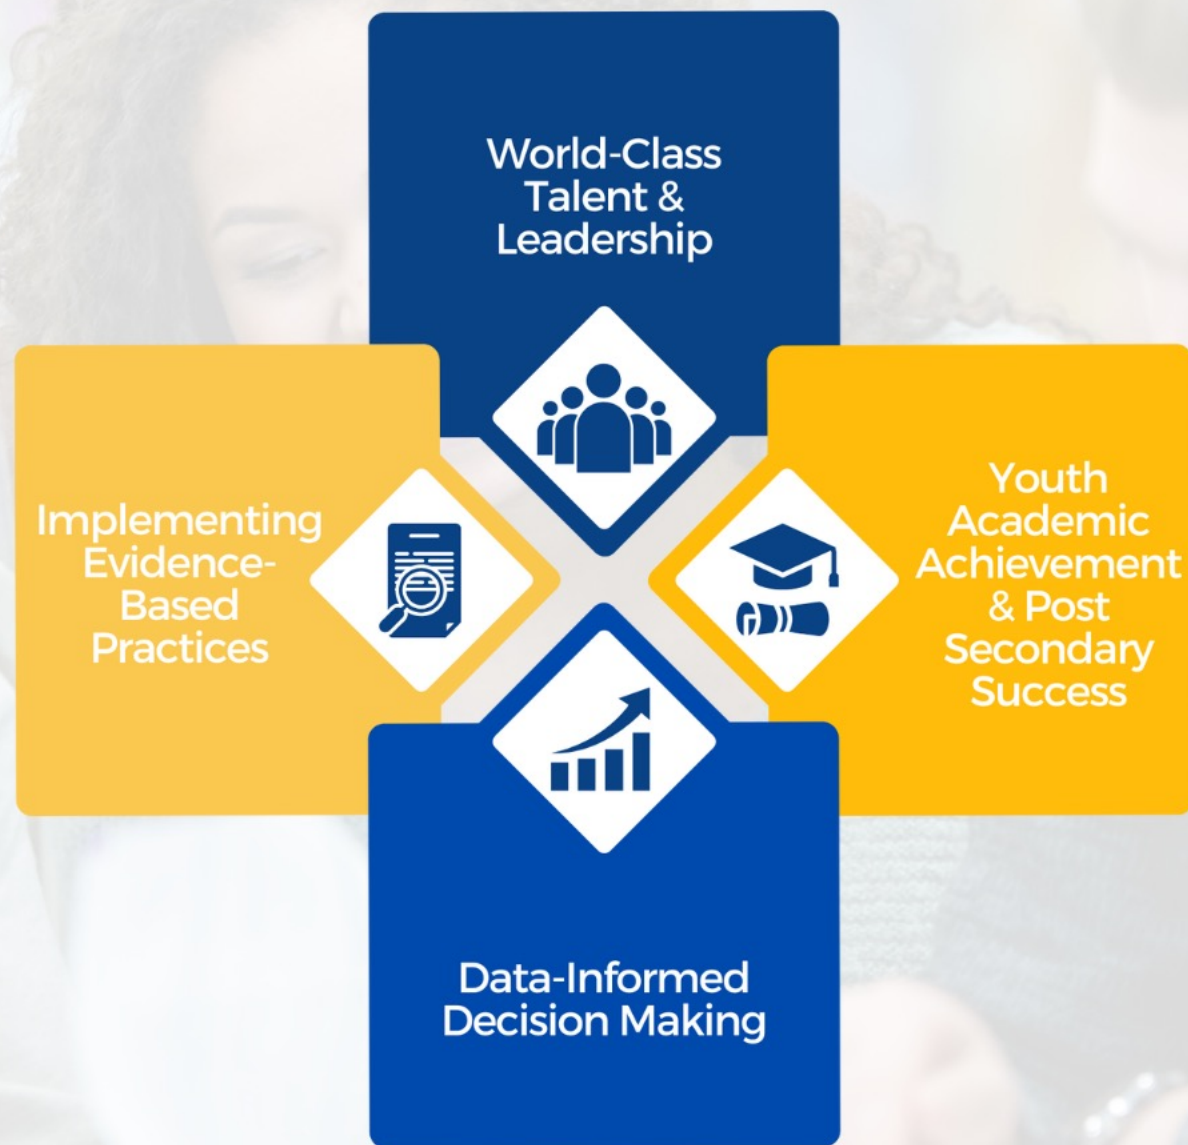 World-Class
Talent &
Leadership
Implementing
Evidence-
Based
Practices
Youth
Academic
Achievement
& Post
Secondary
Success
Data-Informed
Decision Making